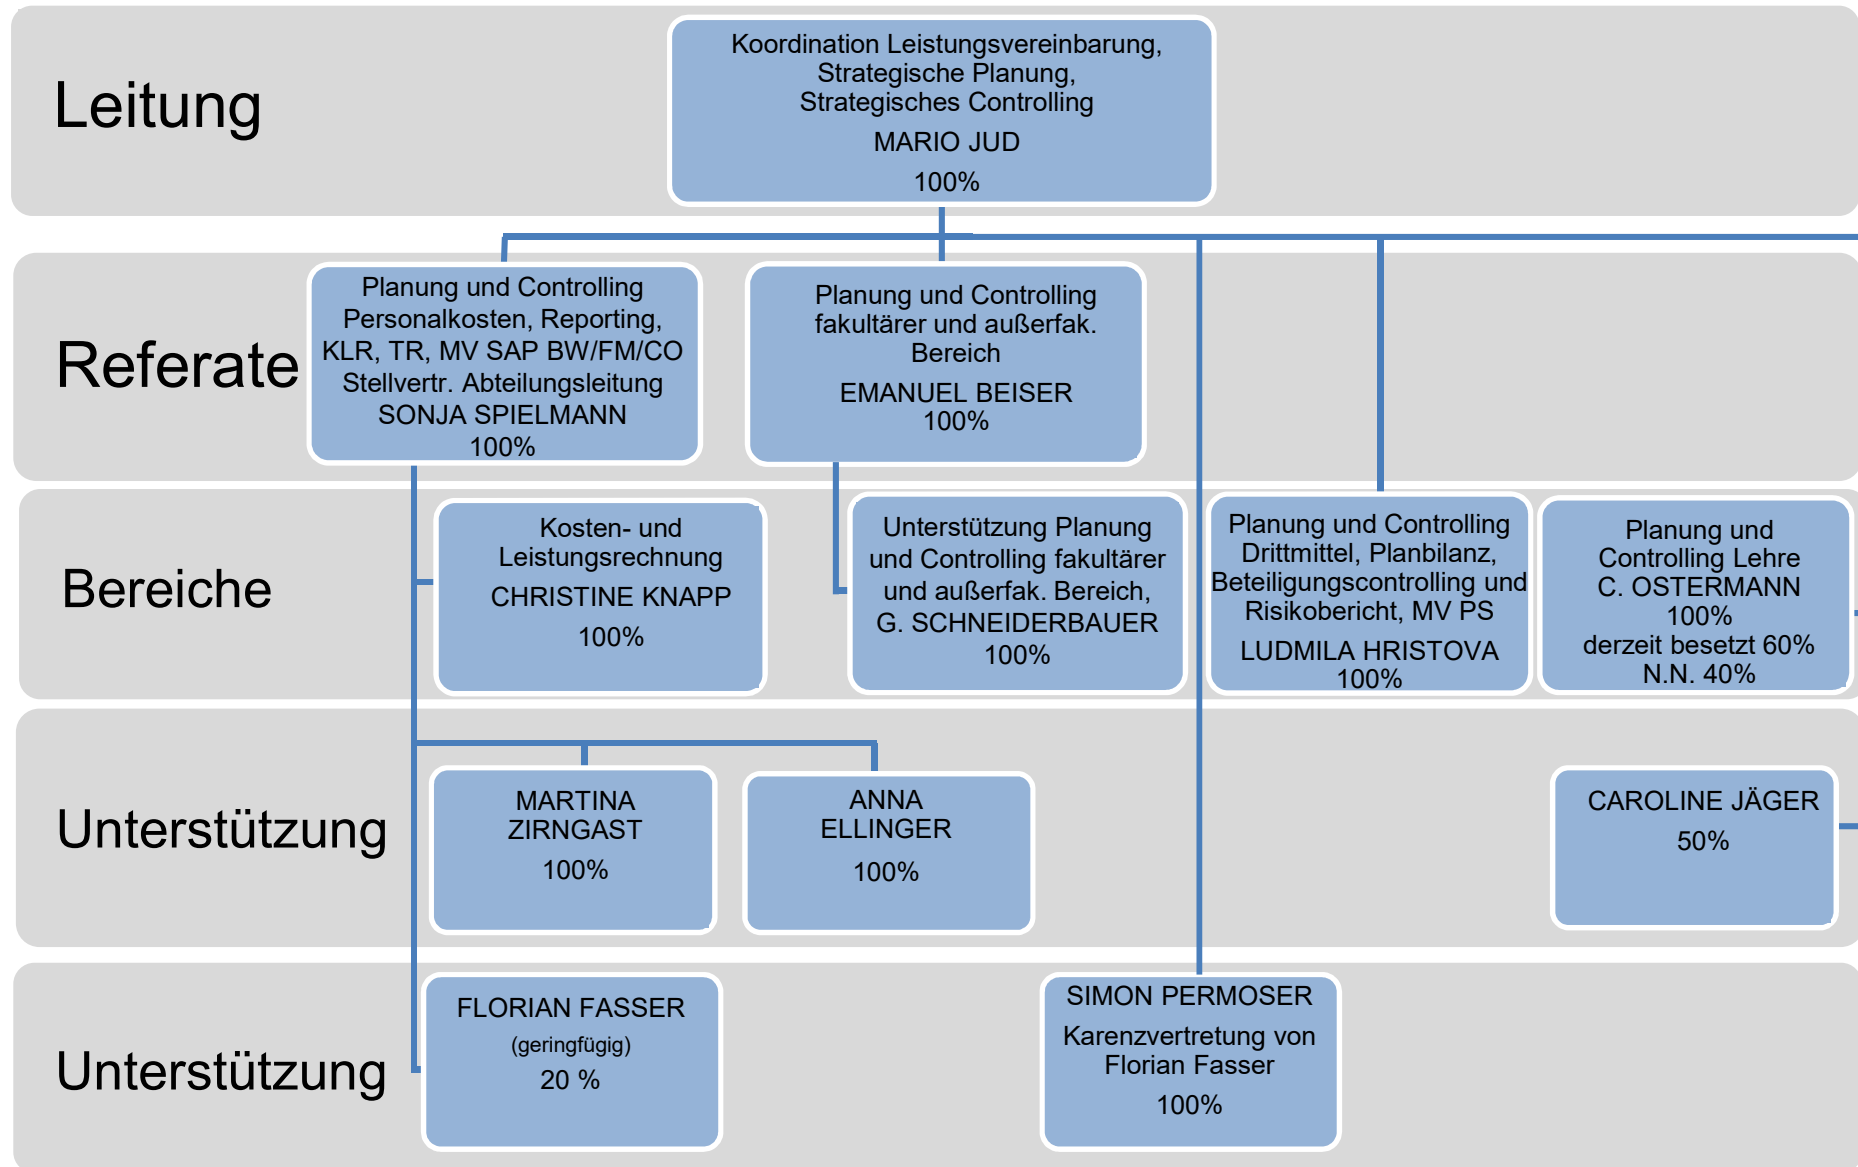 Leitung
Koordination Leistungsvereinbarung,
Strategische Planung,
Strategisches Controlling
MARIO JUD
100%
Referate
Planung und Controlling
Personalkosten, Reporting,
KLR, TR, MV SAP BW/FM/CO
Stellvertr. Abteilungsleitung
SONJA SPIELMANN
100%
Planung und Controlling
fakultärer und außerfak.
Bereich
EMANUEL BEISER
100%
Bereiche
Kosten- und
Leistungsrechnung
CHRISTINE KNAPP
100%
Unterstützung Planung
und Controlling fakultärer
und außerfak. Bereich,
G. SCHNEIDERBAUER
100%
Planung und Controlling
Drittmittel, Planbilanz,
Beteiligungscontrolling und
Risikobericht, MV PS
LUDMILA HRISTOVA
100%
Planung und
Controlling Lehre
C. OSTERMANN
100%
derzeit besetzt 60%
N.N. 40%
Unterstützung
MARTINA
ZIRNGAST
100%
ANNA
ELLINGER
100%
CAROLINE JÄGER
50%
Unterstützung
FLORIAN FASSER
(geringfügig)
20 %
SIMON PERMOSER
Karenzvertretung von
Florian Fasser
100%